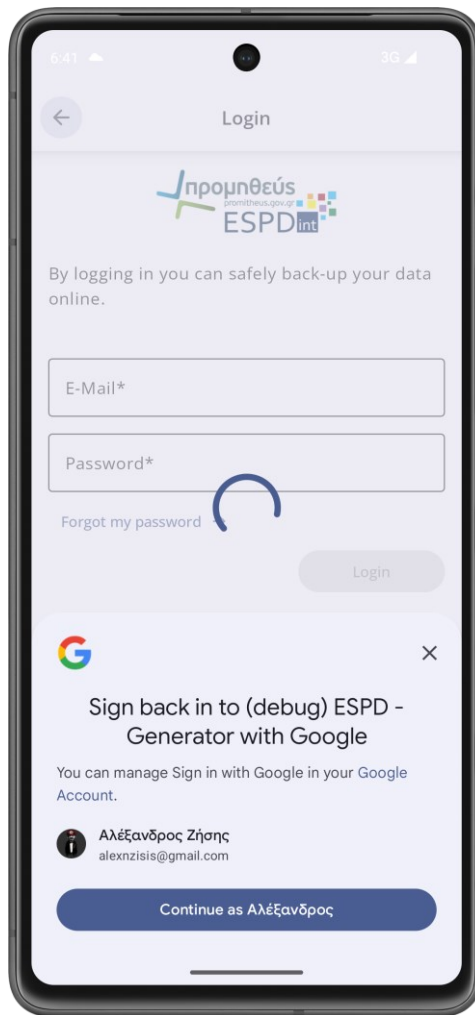 6:41
3G
Login
προμηθεύς
promitheus.gov.gr
ESPDint
By logging in you can safely back-up your data
online.
E-Mail*
Password*
Forgot my password
Login
Sign back in to (debug) ESPD -
Generator with Google
You can manage Sign in with Google in your Google
Account.
Αλέξανδρος Ζήσης
alexnzisis@gmail.com
Continue as Αλέξανδρος